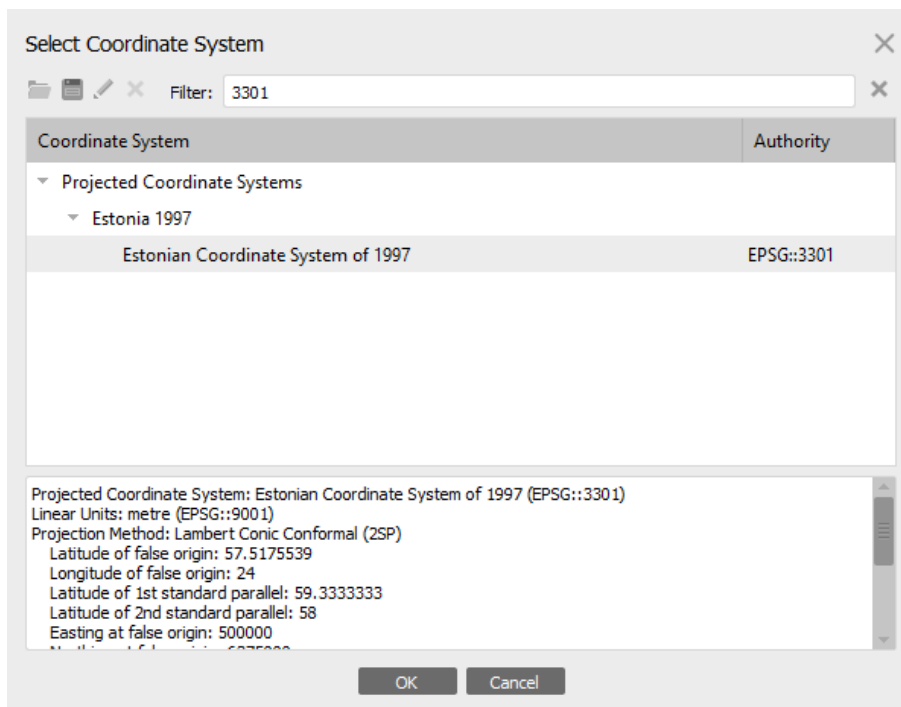 Select Coordinate System
Filter: 3301
Coordinate System Authority
Projected Coordinate Systems
Estonia 1997
Estonian Coordinate System of 1997 EPSG::3301
Projected Coordinate System: Estonian Coordinate System of 1997 (EPSG::3301)
Linear Units: metre (EPSG::9001)
Projection Method: Lambert Conic Conformal (2SP)
Latitude of false origin: 57.5175539
Longitude of false origin: 24
Latitude of 1st standard parallel: 59.3333333
Latitude of 2nd standard parallel: 58
Easting at false origin: 500000
OK Cancel